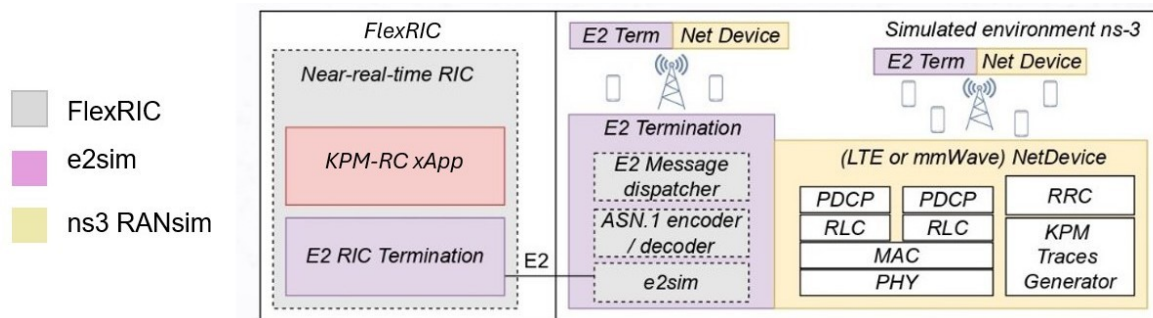 FlexRIC
e2sim
ns3 RANsim
FlexRIC
Near-real-time RIC
KPM-RC xApp
E2 RIC Termination
E2
Simulated environment ns-3
E2 Term
Net Device
E2 Term
Net Device
E2 Termination
E2 Message
dispatcher
ASN.1 encoder
/ decoder
e2sim
(LTE or mmWave) NetDevice
PDCP
PDCP
RLC
RLC
MAC
PHY
RRC
KPM
Traces
Generator